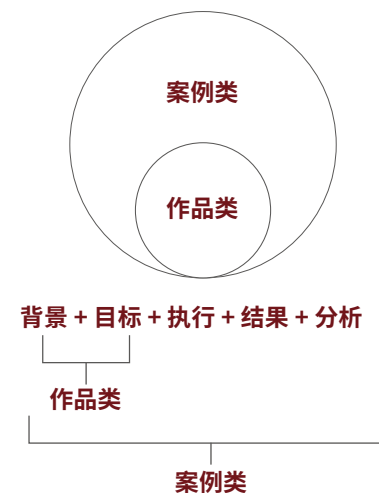 案例类
作品类
背景 + 目标 + 执行 + 结果 + 分析
作品类
案例类